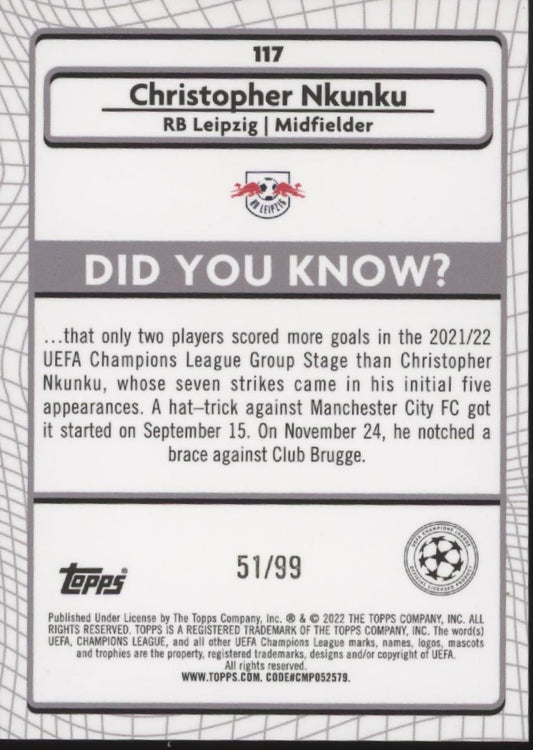 117
Christopher Nkunku
RB Leipzig | Midfielder
RB LEIPZIG
DID YOU KNOW?
...that only two players scored more goals in the 2021/22
UEFA Champions League Group Stage than Christopher
Nkunku, whose seven strikes came in his initial five
appearances. A hat–trick against Manchester City FC got
it started on September 15. On November 24, he notched a
brace against Club Brugge.
UEFA CHAMPIONS LEAGUE
OFFICIAL LICENSED PRODUCT
topps®
51/99
Published Under License by The Topps Company, Inc. ® & © 2022 THE TOPPS COMPANY, INC. ALL
RIGHTS RESERVED. TOPPS IS A REGISTERED TRADEMARK OF THE TOPPS COMPANY, INC. The word(s)
UEFA, CHAMPIONS LEAGUE, and all other UEFA Champions League marks, names, logos, mascots
and trophies are the property, registered trademarks, designs and/or copyright of UEFA.
All rights reserved.
WWW.TOPPS.COM. CODE#CMP052579.